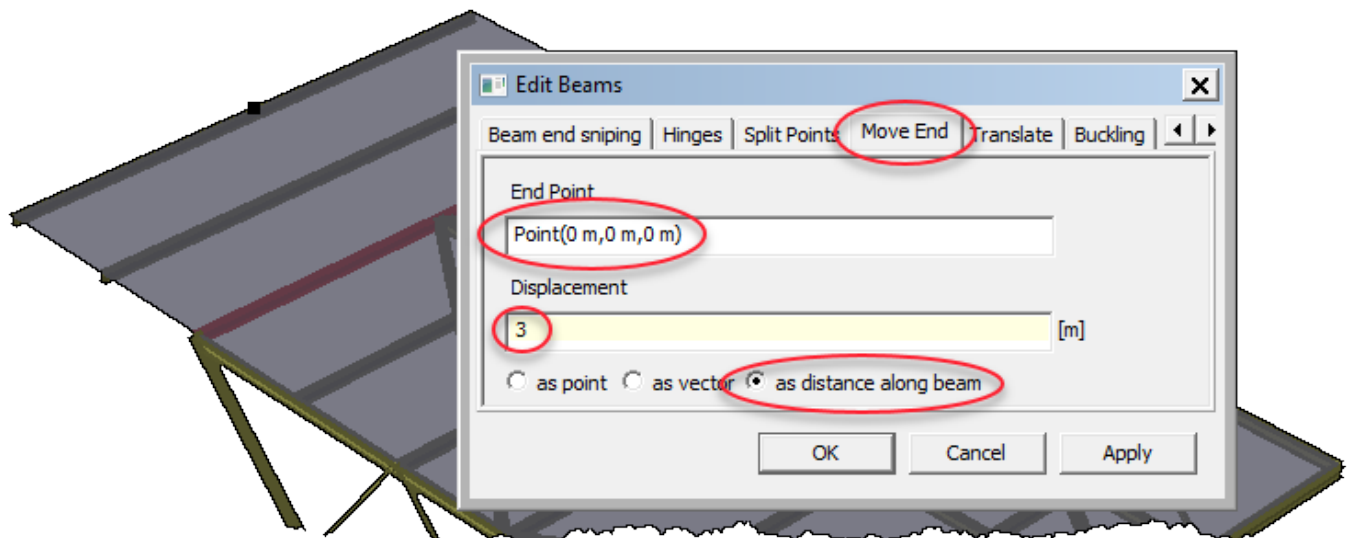 Edit Beams
Beam end sniping Hinges Split Points Move End Translate Buckling
End Point
Point(0 m,0 m,0 m)
Displacement
3 [m]
as point as vector as distance along beam
OK Cancel Apply